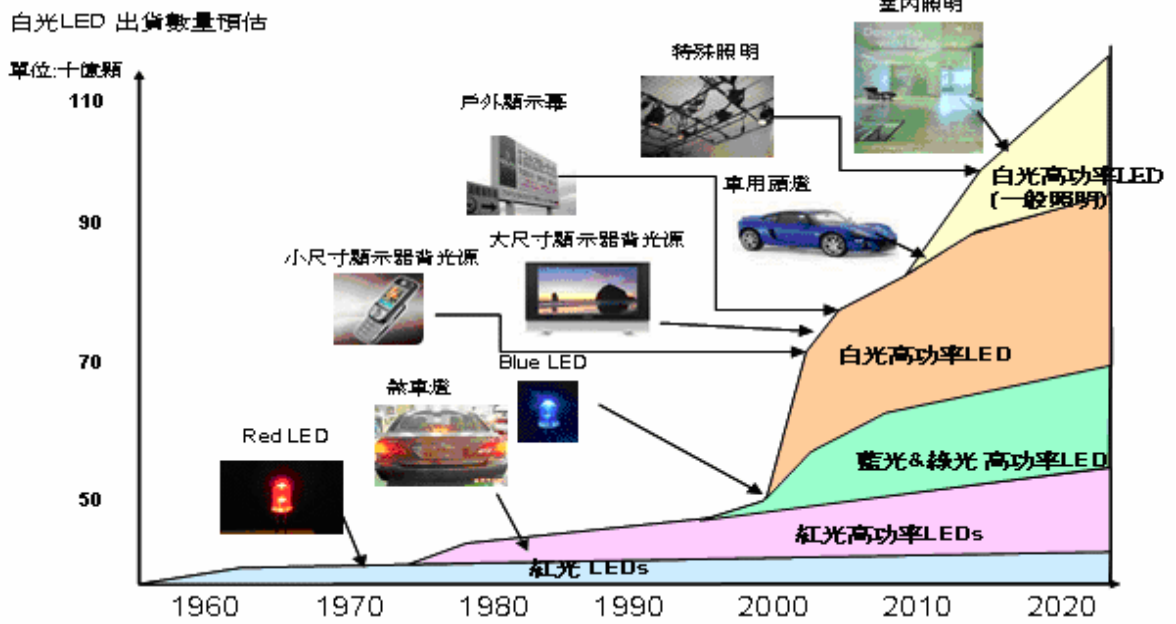 白光LED 出貨數量預估
單位:十億顆
110
90
70
50
室內照明
特殊照明
戶外顯示幕
車用頭燈
大尺寸顯示器背光源
小尺寸顯示器背光源
Blue LED
煞車燈
Red LED
白光高功率LED
(一般照明)
白光高功率LED
藍光&綠光 高功率LED
紅光高功率LEDs
紅光 LEDs
1960
1970
1980
1990
2000
2010
2020